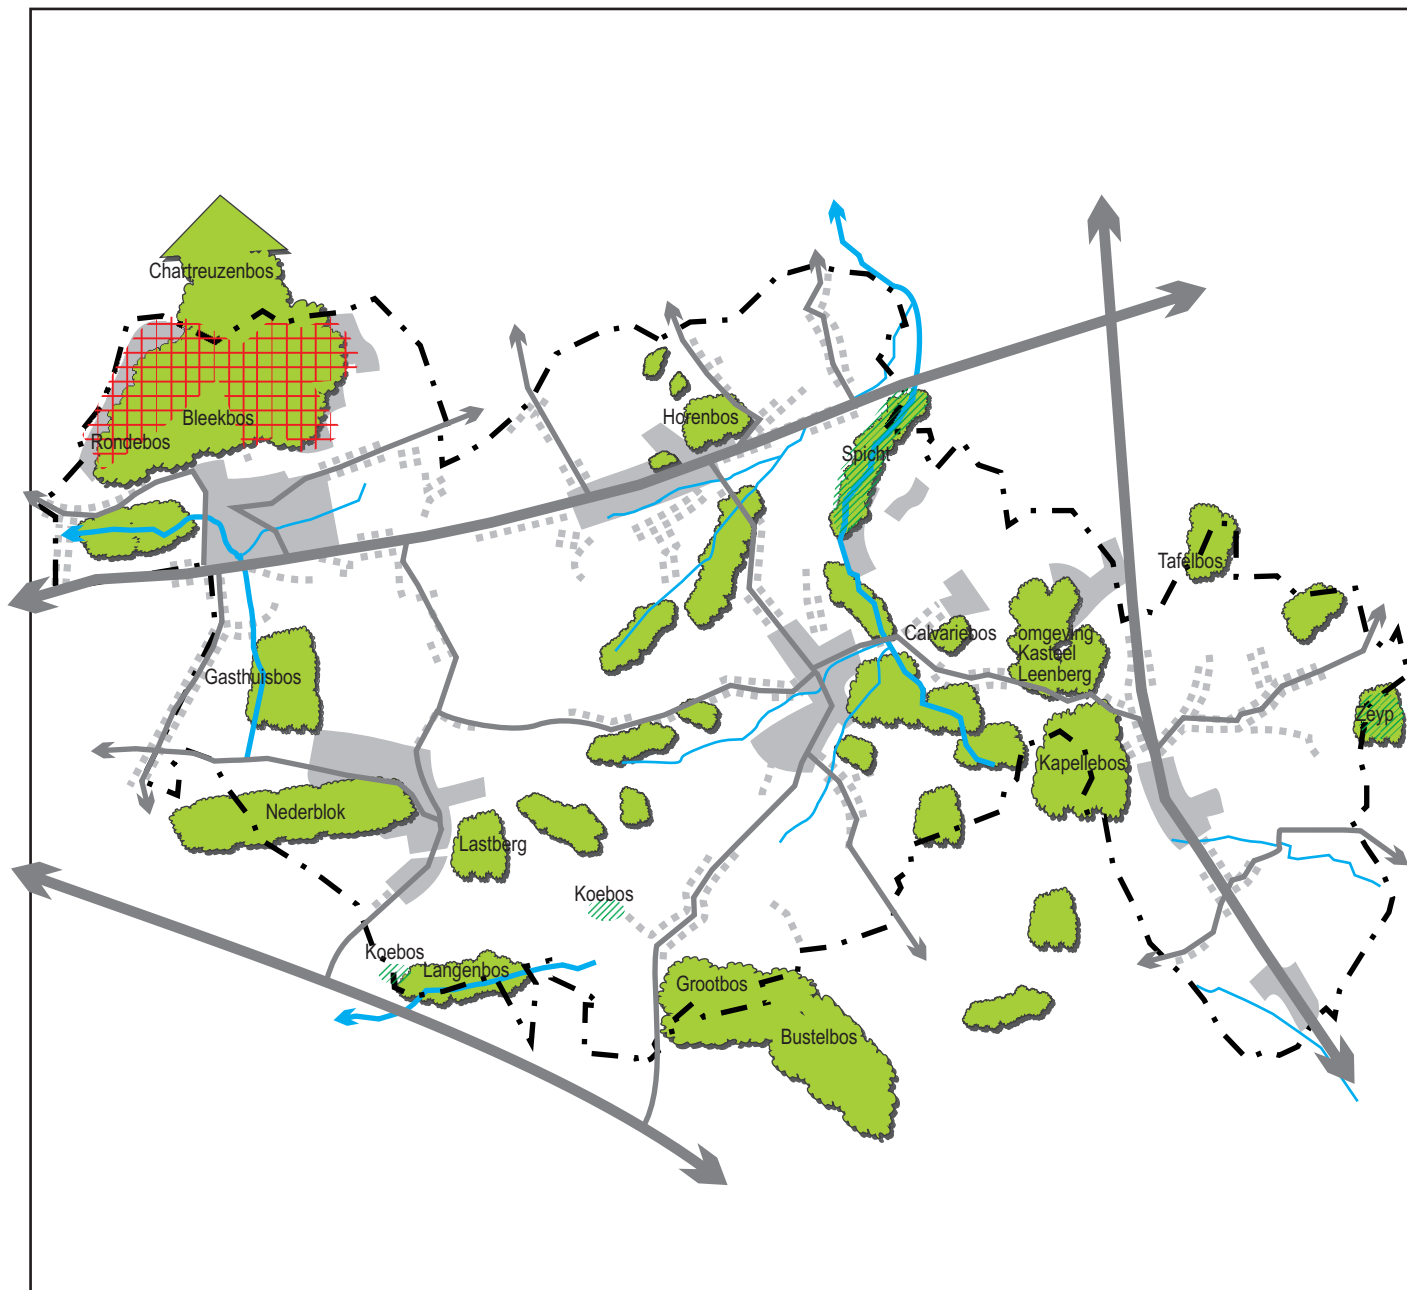 Chartreuzenbos
Bleekbos
Rondebos
Horenbos
Spicht
Tafelbos
Calvariebos
omgeving
Kasteel
Leenberg
Gasthuisbos
Zeyp
Kapellebos
Nederblok
Lastberg
Koebos
Koebos
Langenbos
Grootbos
Bustelbos